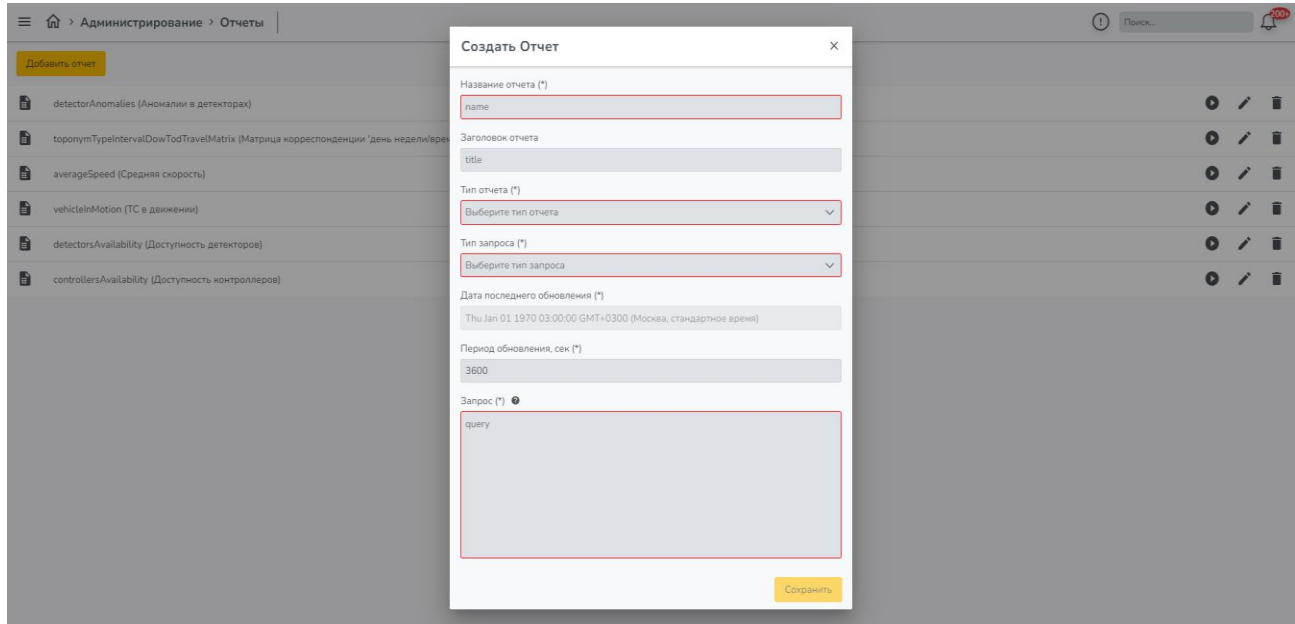 Администрирование > Отчеты
Поиск...
200+
Добавить отчет
Создать Отчет
detectorAnomalies (Аномалии в детекторах)
toponymTypeIntervalDowTodTravelMatrix (Матрица корреспонденции 'день недели/врем
averageSpeed (Средняя скорость)
vehicleInMotion (ТС в движении)
detectorsAvailability (Доступность детекторов)
controllersAvailability (Доступность контроллеров)
Название отчета (*)
name
Заголовок отчета
title
Тип отчета (*)
Выберите тип отчета
Тип запроса (*)
Выберите тип запроса
Дата последнего обновления (*)
Thu Jan 01 1970 03:00:00 GMT+0300 (Москва, стандартное время)
Период обновления, сек (*)
3600
Запрос (*)
query
Сохранить